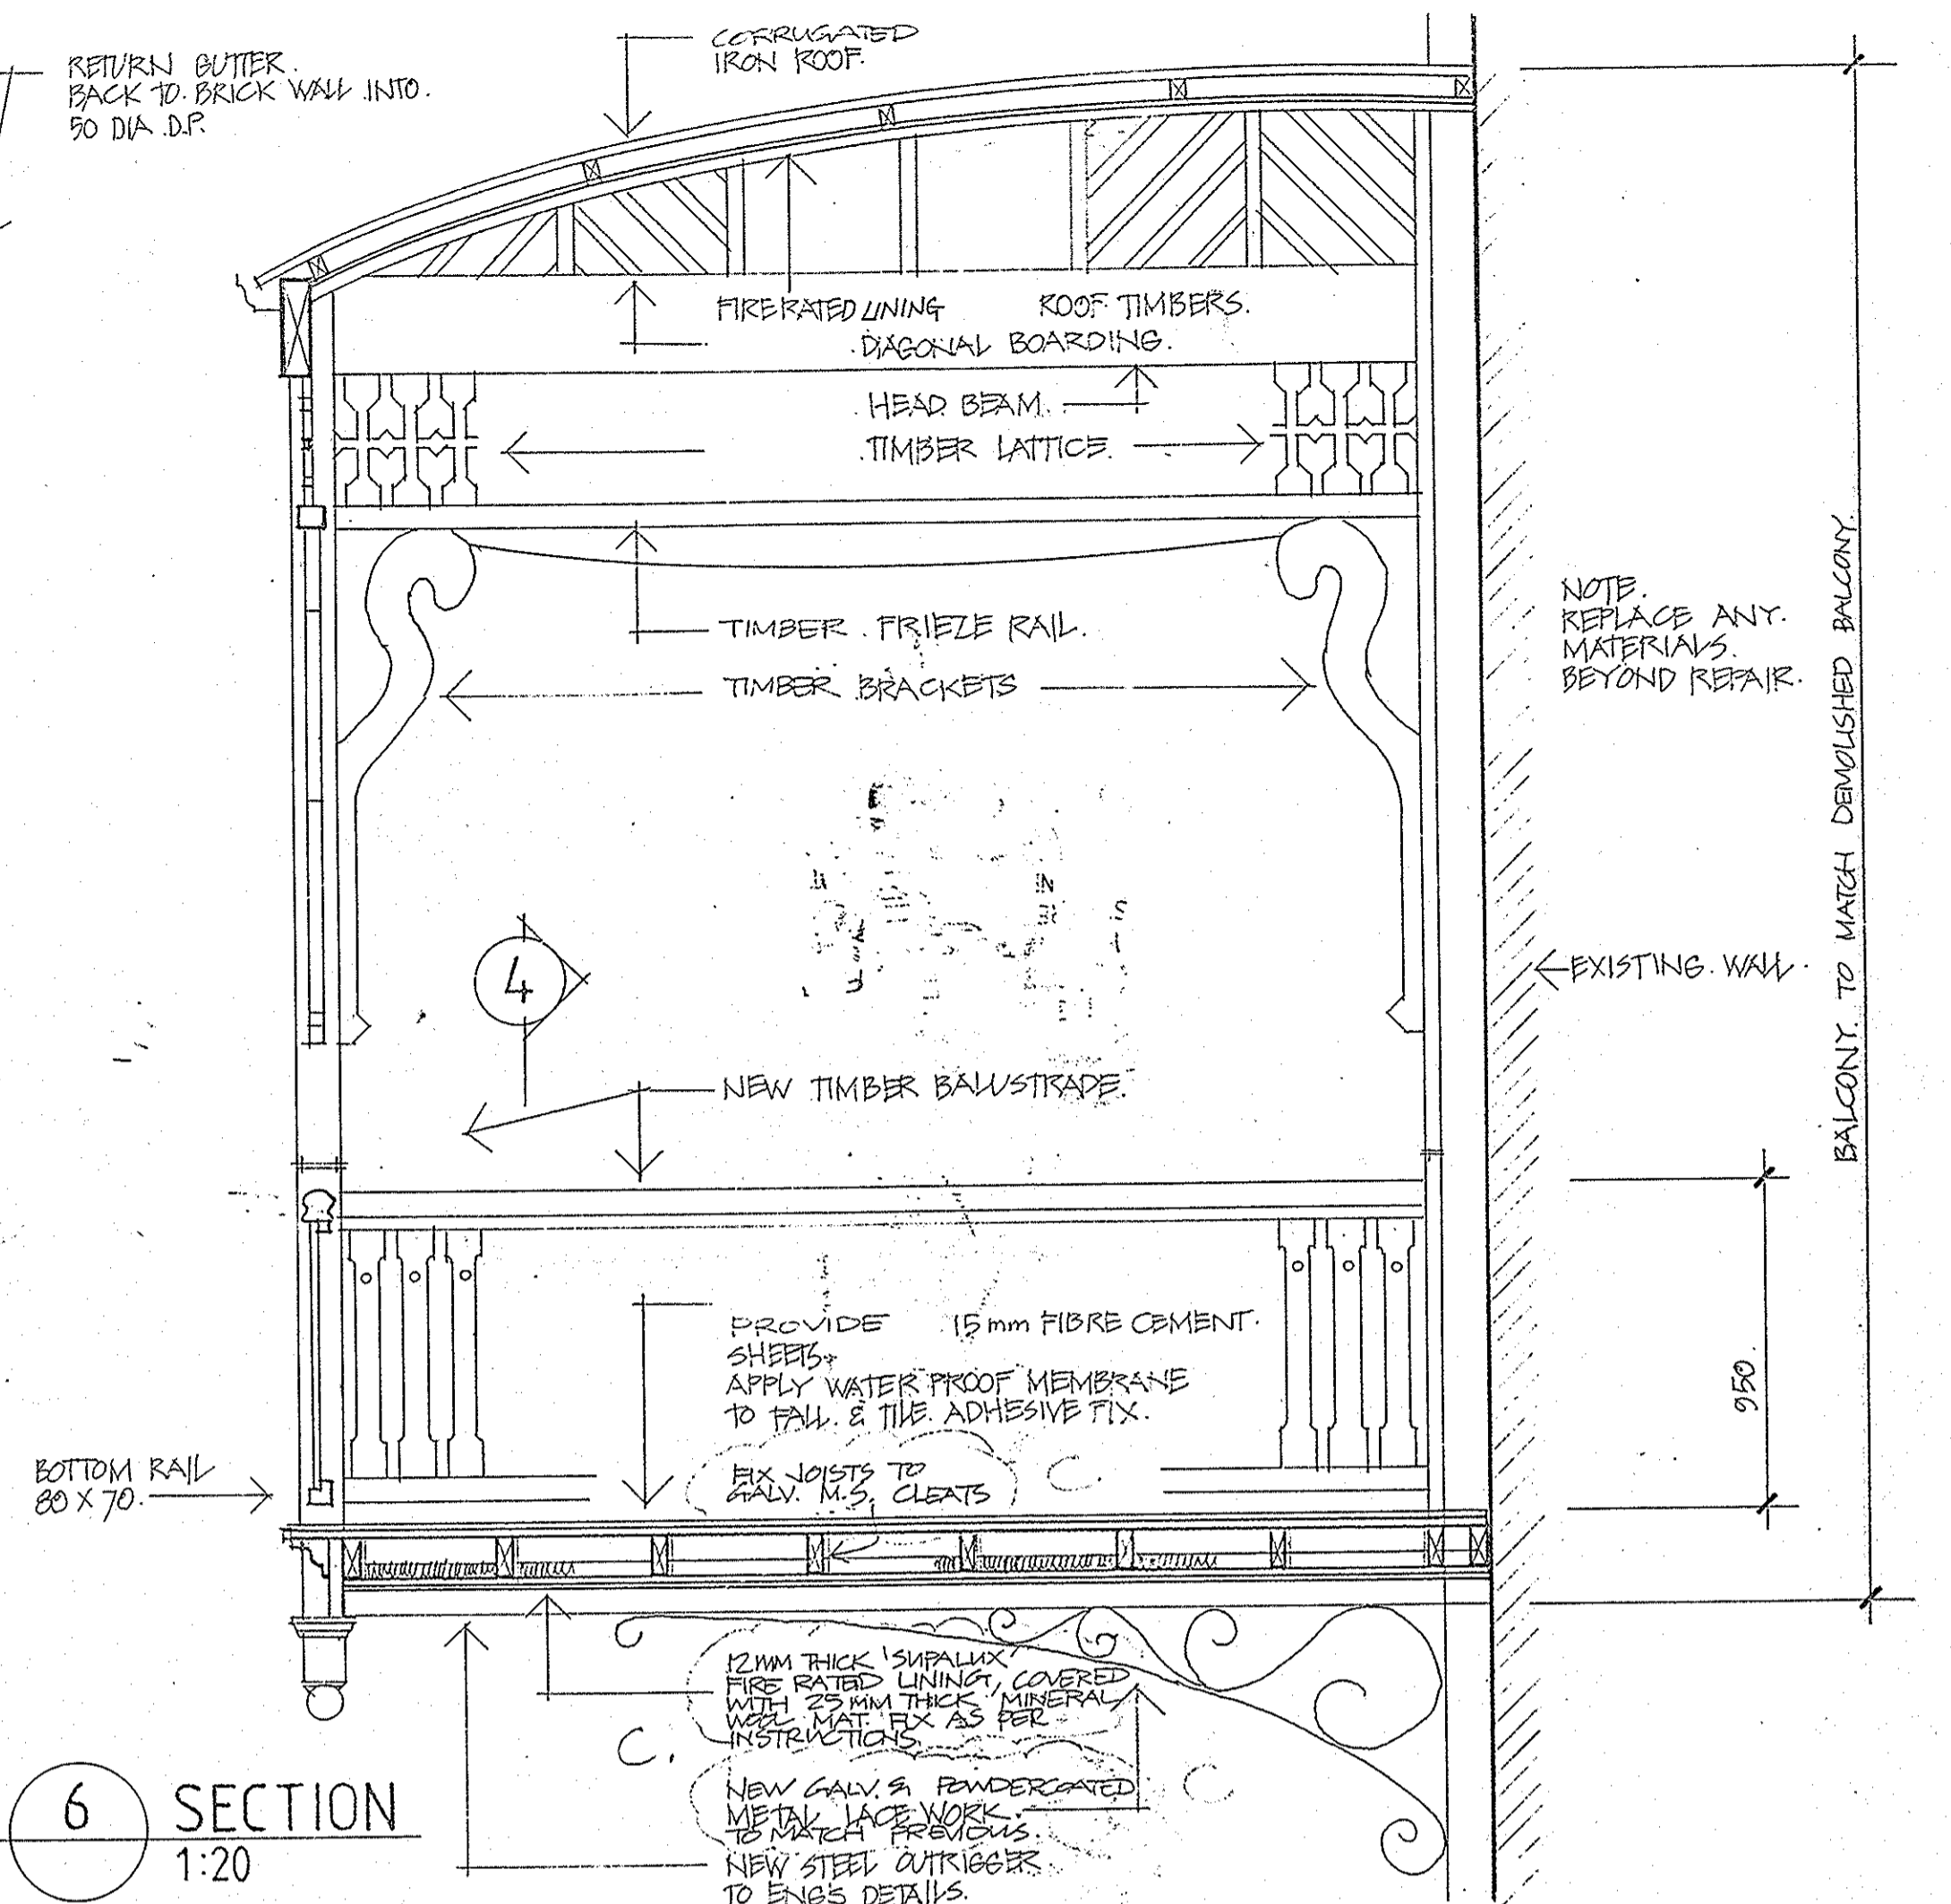 RETURN GUTTER.
BACK TO. BRICK WALL .INTO.
50 DIA .D.P.
CORRUGATED
IRON ROOF.
FIRE RATED LINING
ROOF TIMBERS.
.DIAGONAL BOARDING.
.HEAD BEAM.
.TIMBER LATTICE.
TIMBER . FRIEZE RAIL.
TIMBER BRACKETS
NOTE.
REPLACE ANY.
MATERIALS.
BEYOND REPAIR.
BALCONY. TO MATCH DEMOLISHED BALCONY.
4
EXISTING. WALL.
NEW TIMBER BALUSTRADE.
950.
PROVIDE 15mm FIBRE CEMENT.
SHEETS.
APPLY WATER PROOF MEMBRANE
TO FALL. & TILE. ADHESIVE FIX.
FIX JOISTS TO
GALV. M.S. CLEATS
C.
BOTTOM RAIL
80 X 70.
12MM THICK 'SUPALUX'
FIRE RATED LINING, COVERED
WITH 25 MM THICK MINERAL
WOOL MAT. FIX AS PER
INSTRUCTIONS.
C.
NEW GALV. & POWDERCOATED
METAL LACE WORK.
TO MATCH PREVIOUS.
C
NEW STEEL OUTRIGGER
TO ENG'S DETAILS.
6 SECTION
1:20